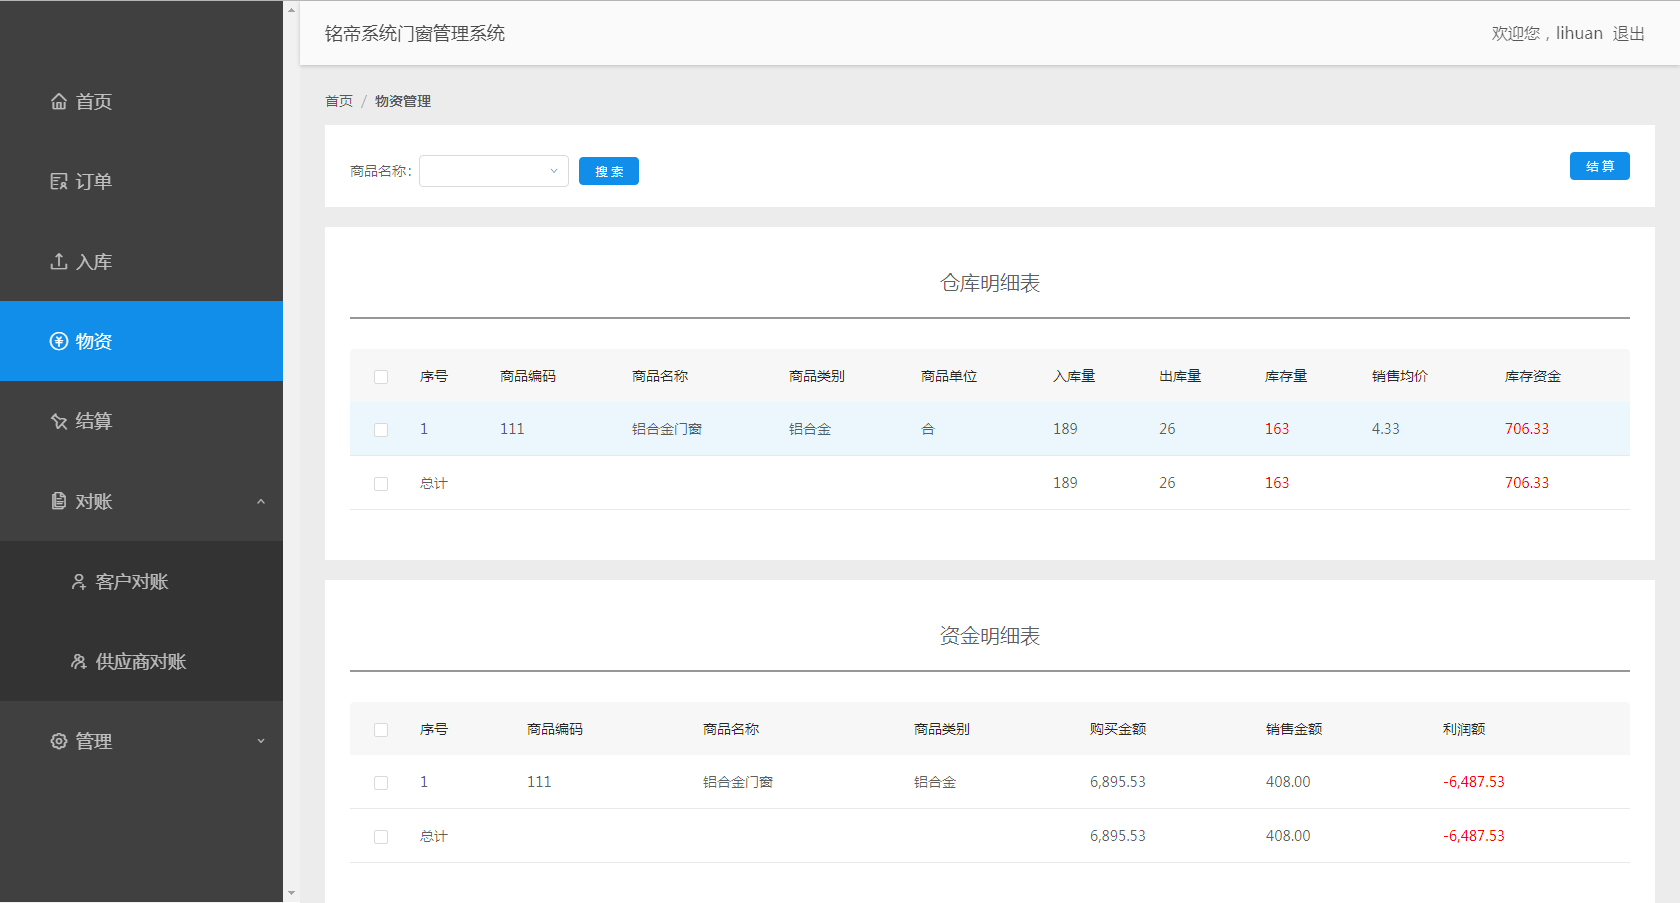 铭帝系统门窗管理系统
欢迎您，lihuan 退出
首页
订单
入库
物资
结算
对账
客户对账
供应商对账
管理
首页 / 物资管理
商品名称： 搜 索 结 算
仓库明细表
序号 商品编码 商品名称 商品类别 商品单位 入库量 出库量 库存量 销售均价 库存资金
1 111 铝合金门窗 铝合金 合 189 26 163 4.33 706.33
总计 189 26 163 706.33
资金明细表
序号 商品编码 商品名称 商品类别 购买金额 销售金额 利润额
1 111 铝合金门窗 铝合金 6,895.53 408.00 -6,487.53
总计 6,895.53 408.00 -6,487.53